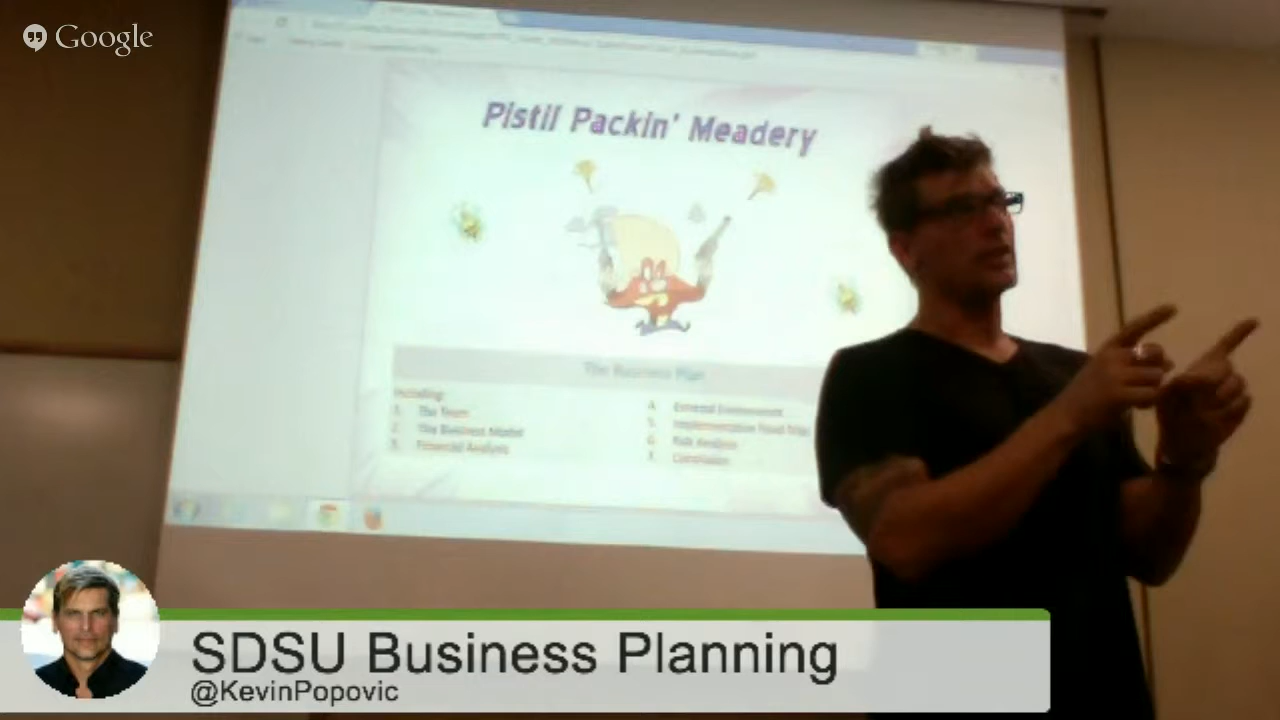 Google
Pistil Packin' Meadery
The Business Plan
Including:
1. The Team
2. The Business Model
3. Financial Analysis
4. External Environment
5. Implementation Road Map
6. Risk Analysis
7. Conclusion
SDSU Business Planning
@KevinPopovic